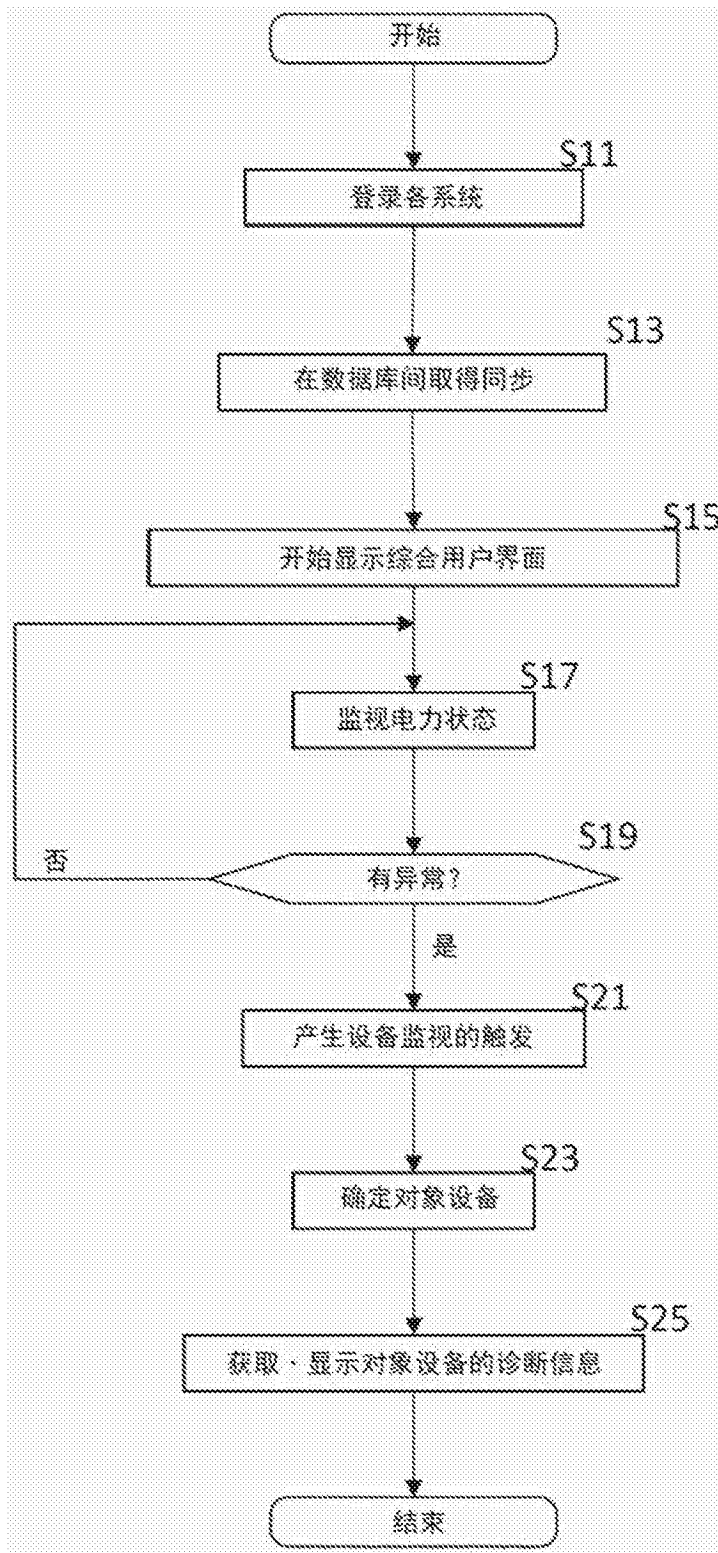 开始
S11
登录各系统
S13
在数据库间取得同步
S15
开始显示综合用户界面
S17
监视电力状态
S19
有异常?
否
是
S21
产生设备监视的触发
S23
确定对象设备
S25
获取·显示对象设备的诊断信息
结束